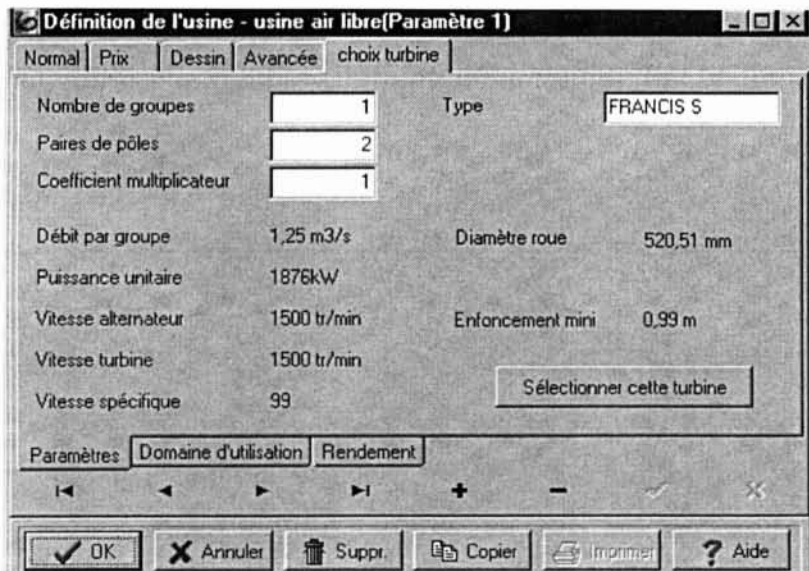 Définition de l'usine - usine air libre(Paramètre 1)
Normal Prix Dessin Avancée choix turbine
Nombre de groupes 1 Type FRANCIS S
Paires de pôles 2
Coefficient multiplicateur 1
Débit par groupe 1,25 m3/s Diamètre roue 520,51 mm
Puissance unitaire 1876kW
Vitesse alternateur 1500 tr/min Enfoncement mini 0,99 m
Vitesse turbine 1500 tr/min
Sélectionner cette turbine
Vitesse spécifique 99
Paramètres Domaine d'utilisation Rendement
OK Annuler Suppr. Copier Imprimer Aide